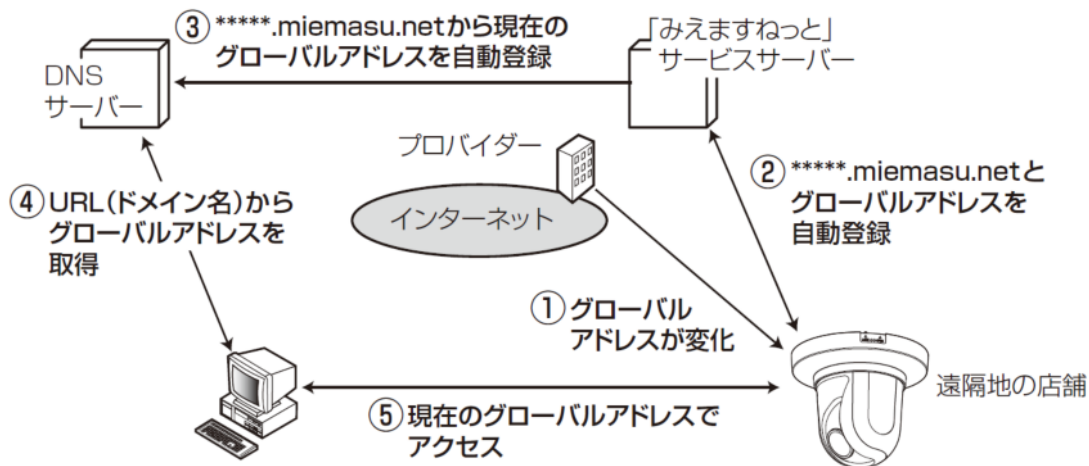 ③*****.miemasu.netから現在の
グローバルアドレスを自動登録
「みえますねっと」
サービスサーバー
DNS
サーバー
プロバイダー
②*****.miemasu.netと
グローバルアドレスを
自動登録
④URL(ドメイン名)から
グローバルアドレスを
取得
インターネット
①グローバル
アドレスが変化
遠隔地の店舗
⑤現在のグローバルアドレスで
アクセス